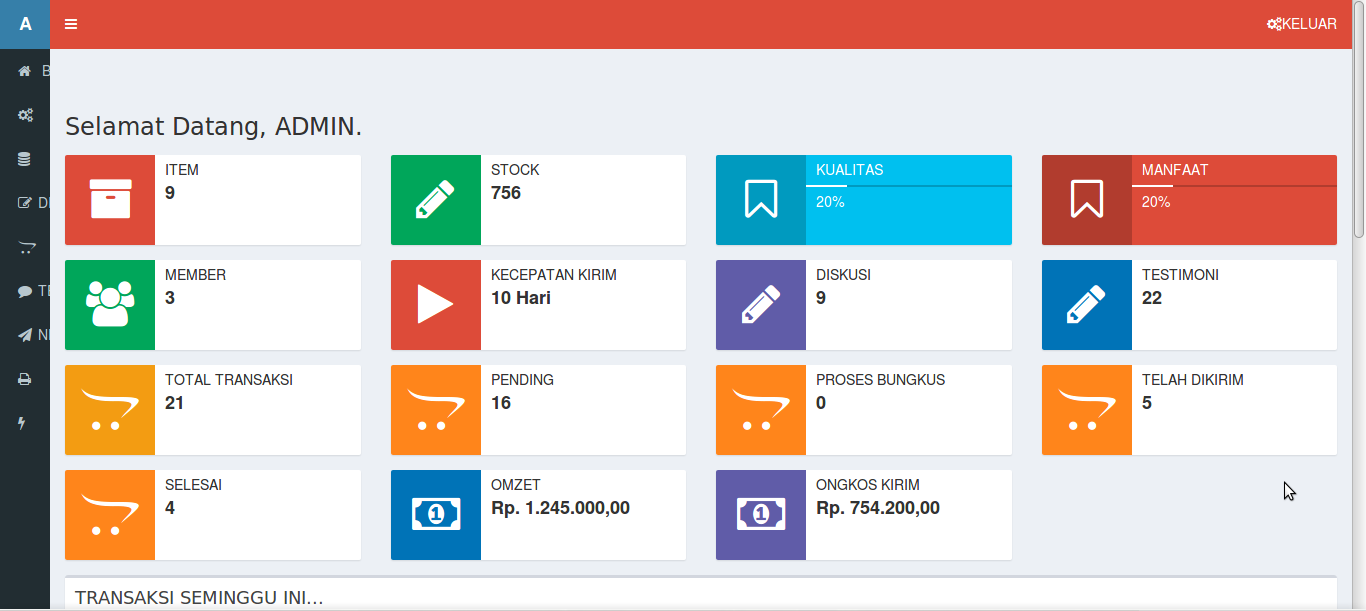 A
KELUAR
B
Selamat Datang, ADMIN.
ITEM
9
STOCK
756
KUALITAS
20%
MANFAAT
20%
MEMBER
3
KECEPATAN KIRIM
10 Hari
DISKUSI
9
TESTIMONI
22
TOTAL TRANSAKSI
21
PENDING
16
PROSES BUNGKUS
0
TELAH DIKIRIM
5
SELESAI
4
OMZET
Rp. 1.245.000,00
ONGKOS KIRIM
Rp. 754.200,00
TRANSAKSI SEMINGGU INI...